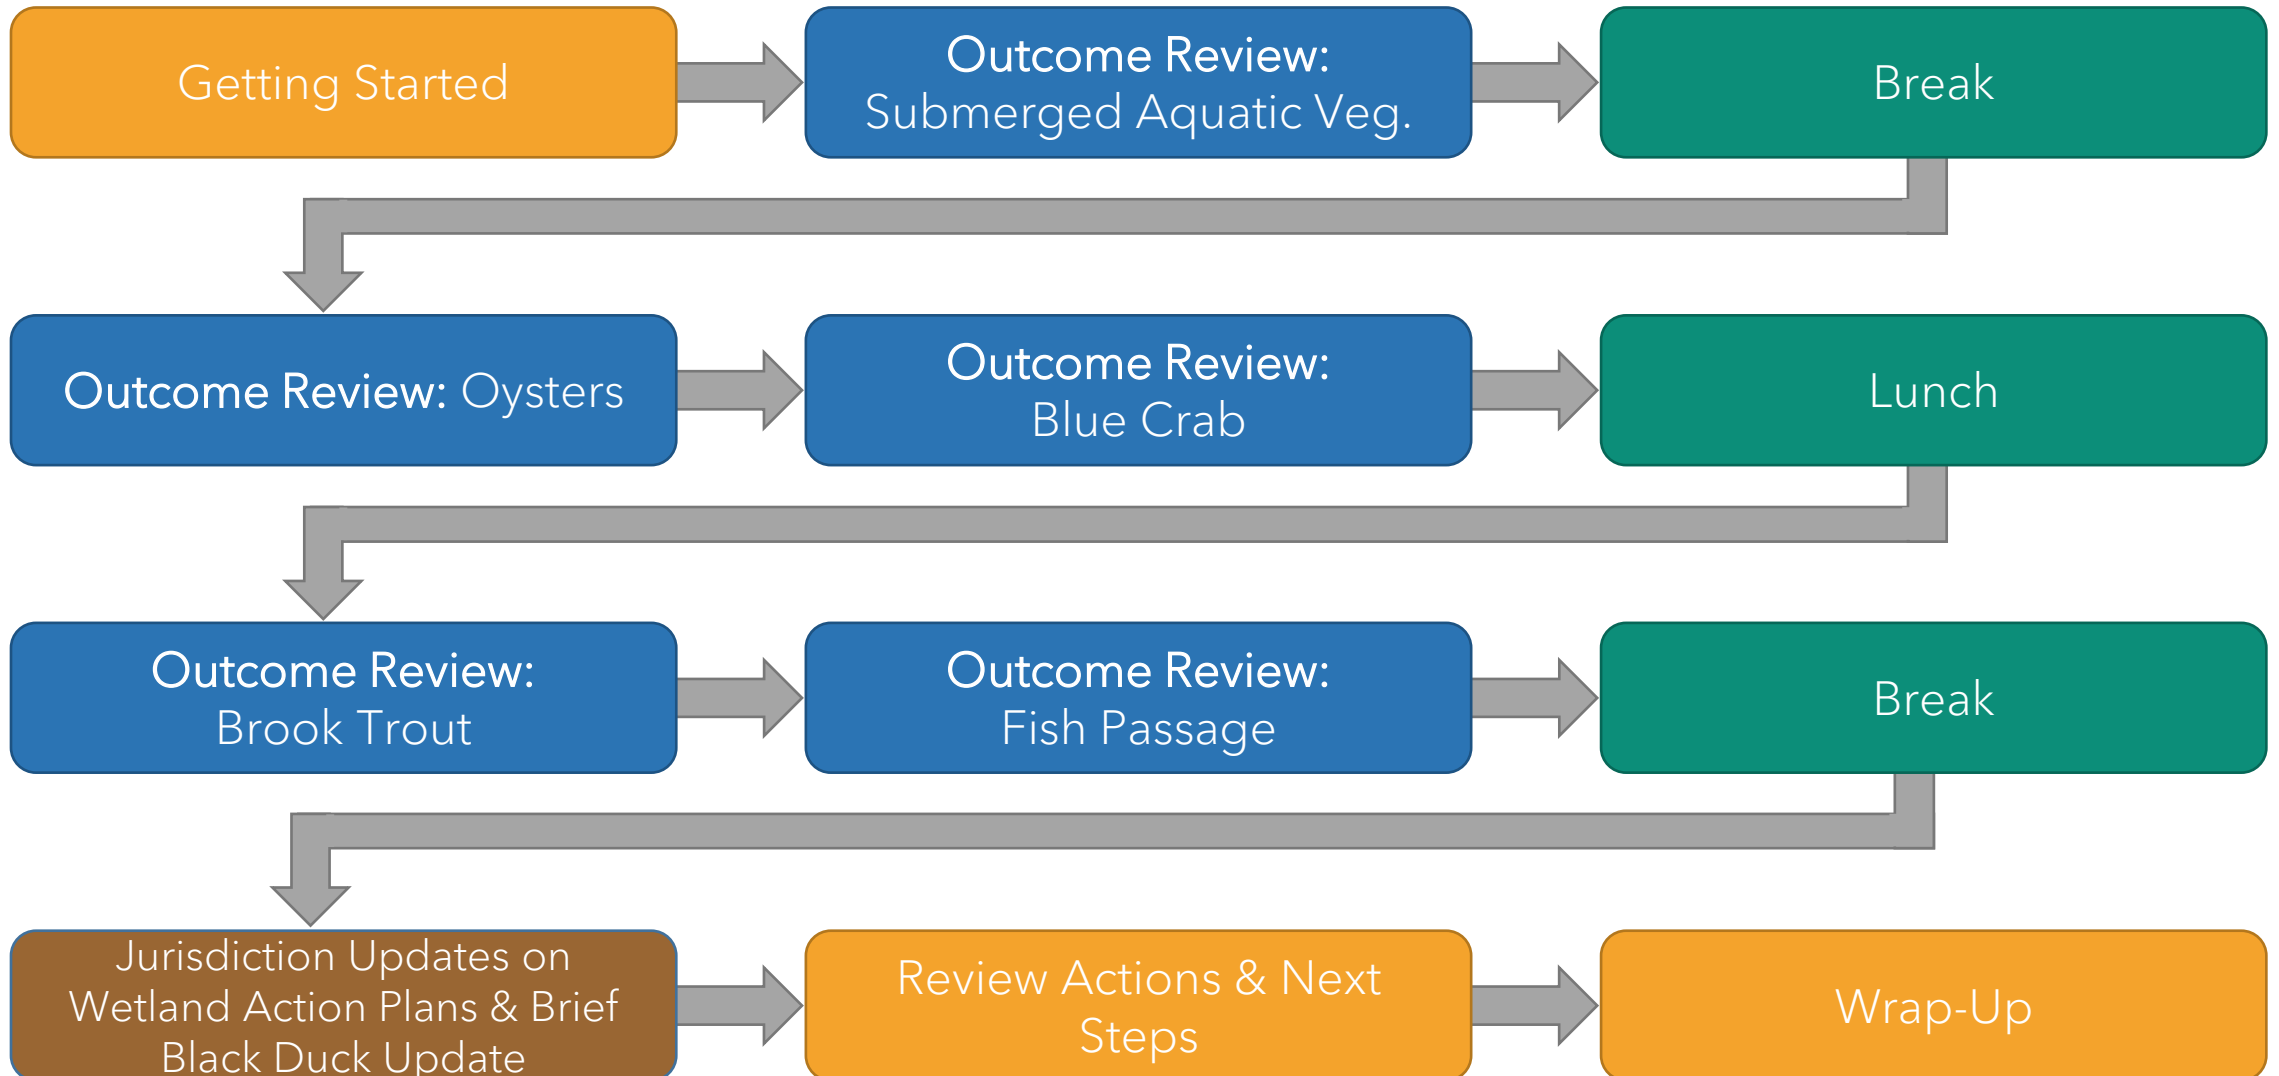 Getting Started
Outcome Review:
Submerged Aquatic Veg.
Break
Outcome Review: Oysters
Outcome Review:
Blue Crab
Lunch
Outcome Review:
Brook Trout
Outcome Review:
Fish Passage
Break
Jurisdiction Updates on
Wetland Action Plans & Brief
Black Duck Update
Review Actions & Next
Steps
Wrap-Up